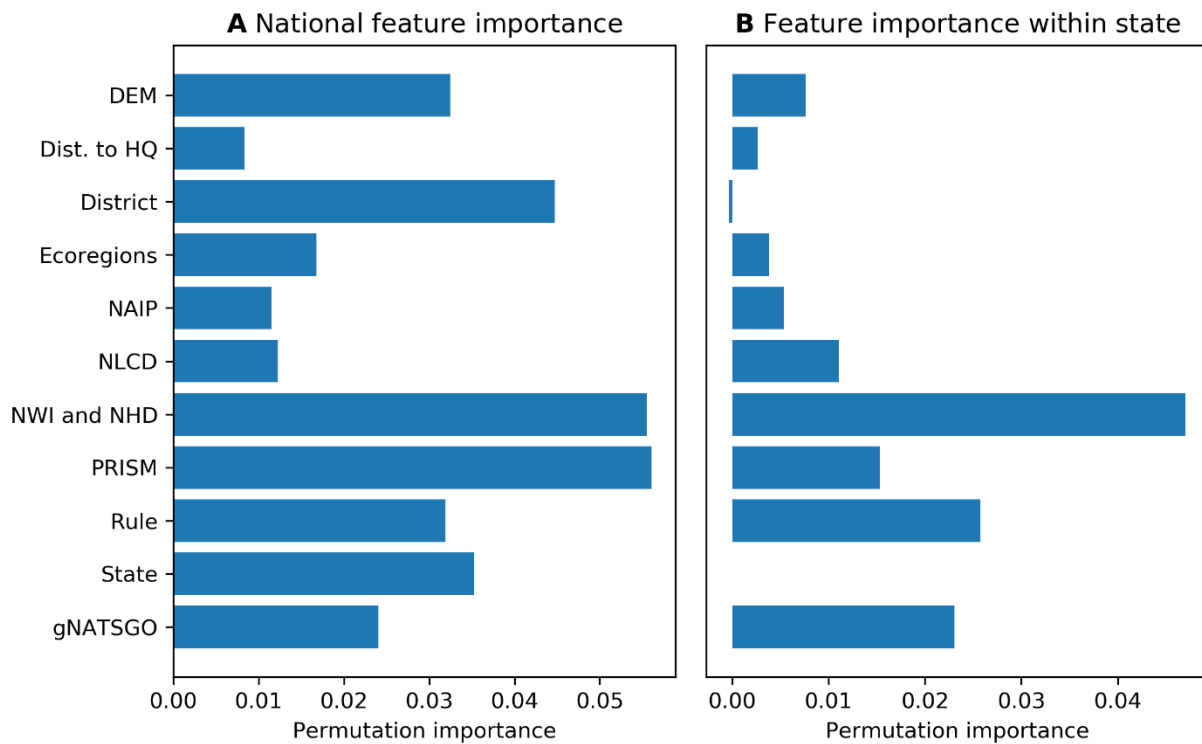 A National feature importance
B Feature importance within state
DEM
Dist. to HQ
District
Ecoregions
NAIP
NLCD
NWI and NHD
PRISM
Rule
State
gNATSGO
0.00 0.01 0.02 0.03 0.04 0.05
Permutation importance
0.00 0.01 0.02 0.03 0.04
Permutation importance